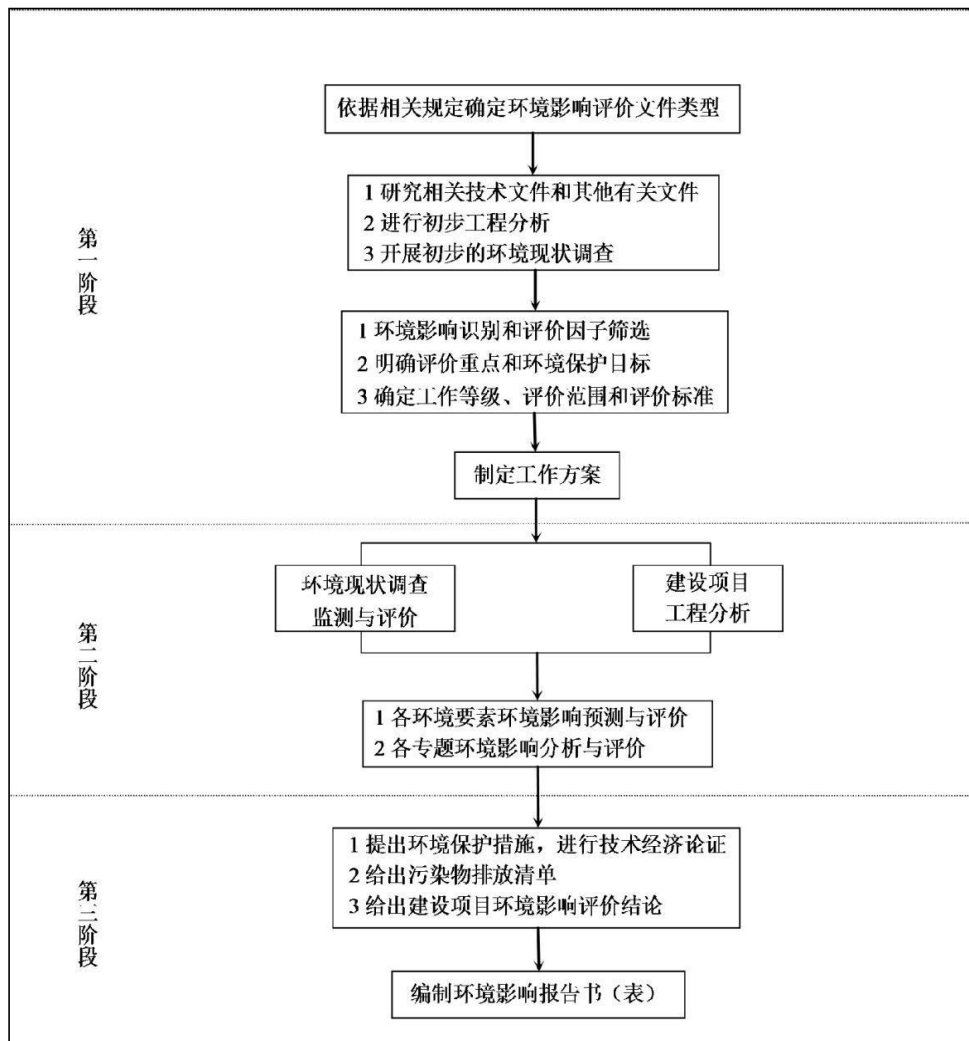 依据相关规定确定环境影响评价文件类型
1 研究相关技术文件和其他有关文件
2 进行初步工程分析
3 开展初步的环境现状调查
第一阶段
1 环境影响识别和评价因子筛选
2 明确评价重点和环境保护目标
3 确定工作等级、评价范围和评价标准
制定工作方案
环境现状调查
监测与评价
建设项目
工程分析
第二阶段
1 各环境要素环境影响预测与评价
2 各专题环境影响分析与评价
1 提出环境保护措施，进行技术经济论证
2 给出污染物排放清单
3 给出建设项目环境影响评价结论
第三阶段
编制环境影响报告书（表）